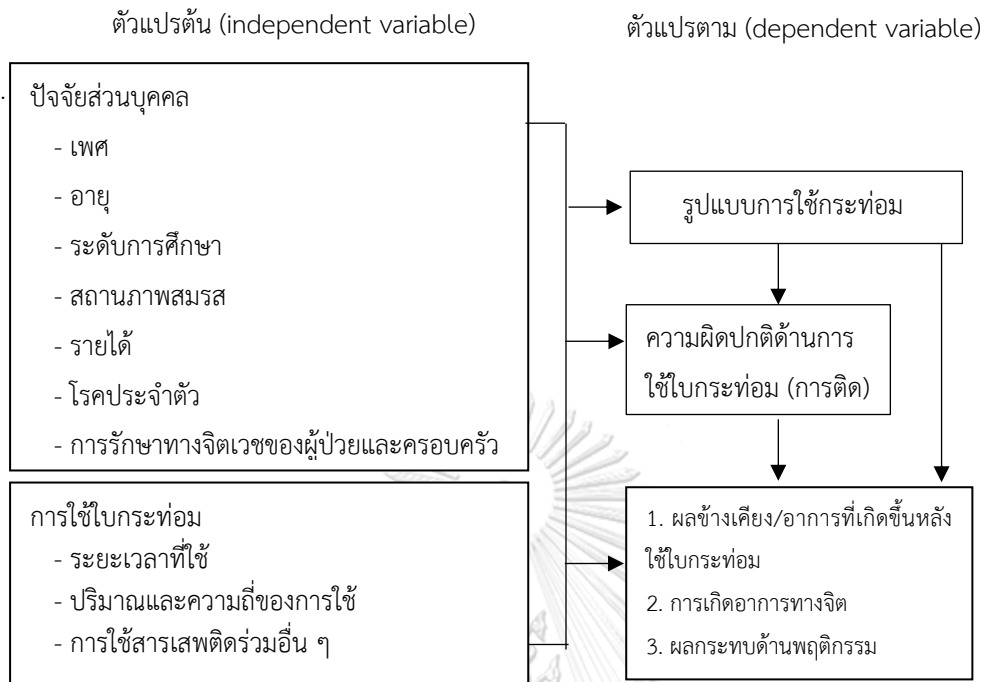 ตัวแปรต้น (independent variable)
ตัวแปรตาม (dependent variable)
ปัจจัยส่วนบุคคล
- เพศ
- อายุ
- ระดับการศึกษา
- สถานภาพสมรส
- รายได้
- โรคประจำตัว
- การรักษาทางจิตเวชของผู้ป่วยและครอบครัว
การใช้ใบกระท่อม
- ระยะเวลาที่ใช้
- ปริมาณและความถี่ของการใช้
- การใช้สารเสพติดร่วมอื่น ๆ
รูปแบบการใช้กระท่อม
ความผิดปกติด้านการ
ใช้ใบกระท่อม (การติด)
1. ผลข้างเคียง/อาการที่เกิดขึ้นหลัง
ใช้ใบกระท่อม
2. การเกิดอาการทางจิต
3. ผลกระทบด้านพฤติกรรม